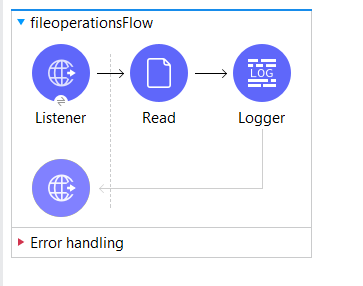 fileoperationsFlow
Listener
Read
LOG
Logger
Error handling